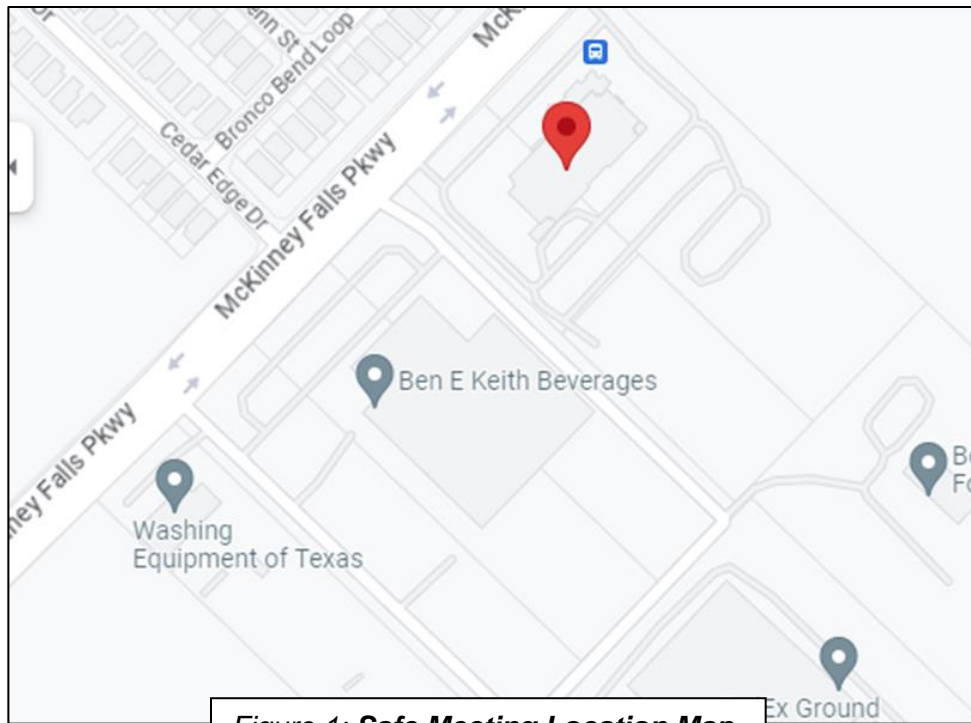 Bronco Bend Loop
McK
Cedar Edge Dr
McKinney Falls Pkwy
Ben E Keith Beverages
Falls Pkwy
Washing
Equipment of Texas
Ex Ground
Figure 1: Safe Meeting Location Map